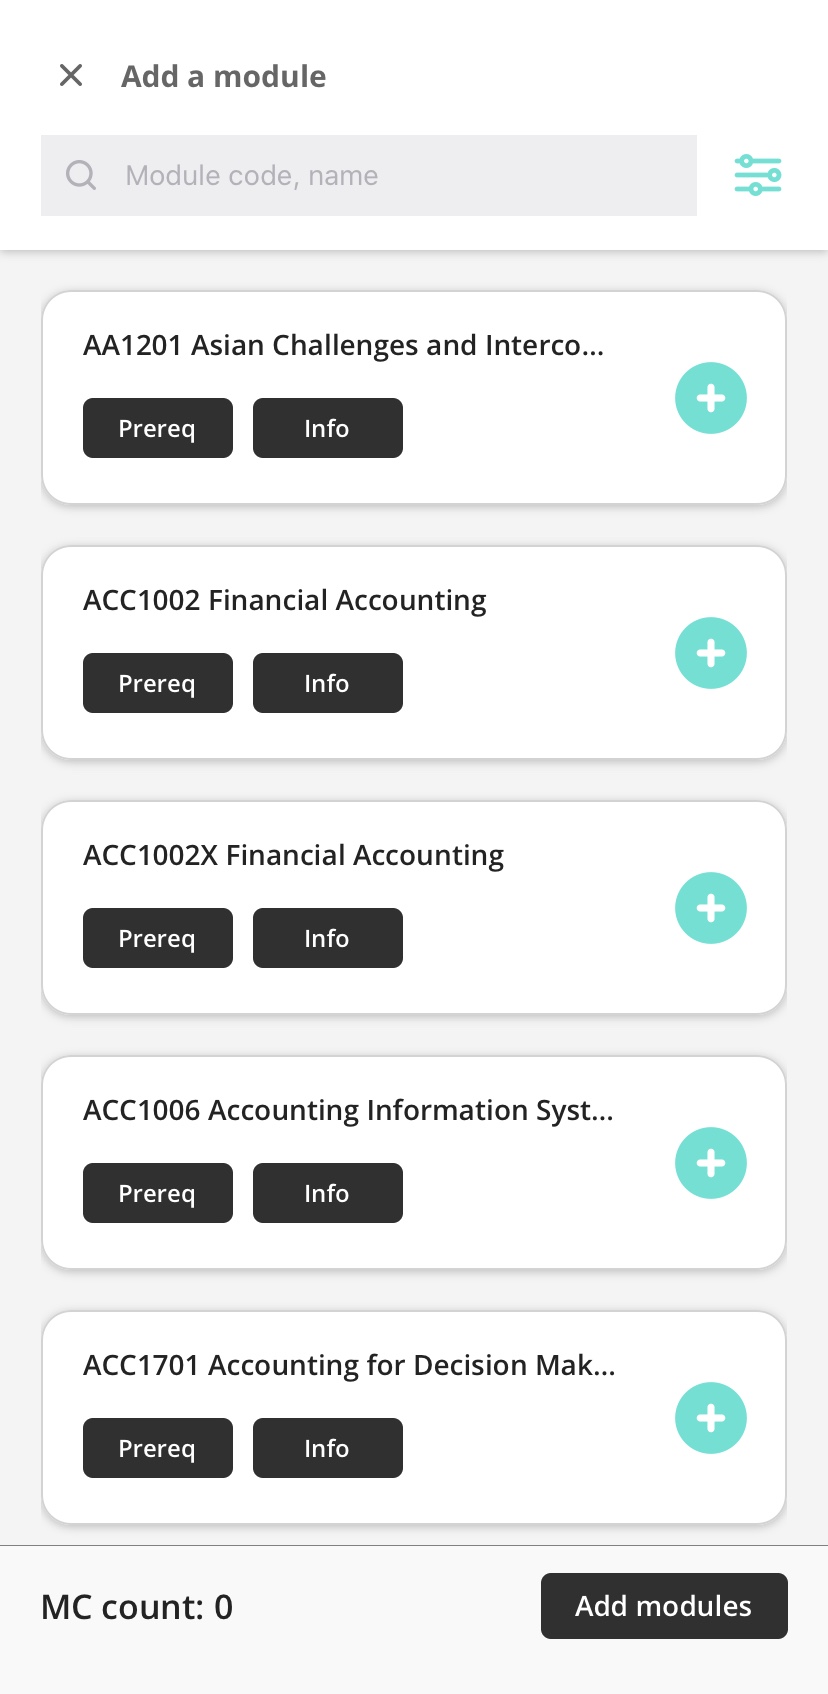 Add a module
Module code, name
AA1201 Asian Challenges and Interco...
Prereq Info
ACC1002 Financial Accounting
Prereq Info
ACC1002X Financial Accounting
Prereq Info
ACC1006 Accounting Information Syst...
Prereq Info
ACC1701 Accounting for Decision Mak...
Prereq Info
MC count: 0 Add modules